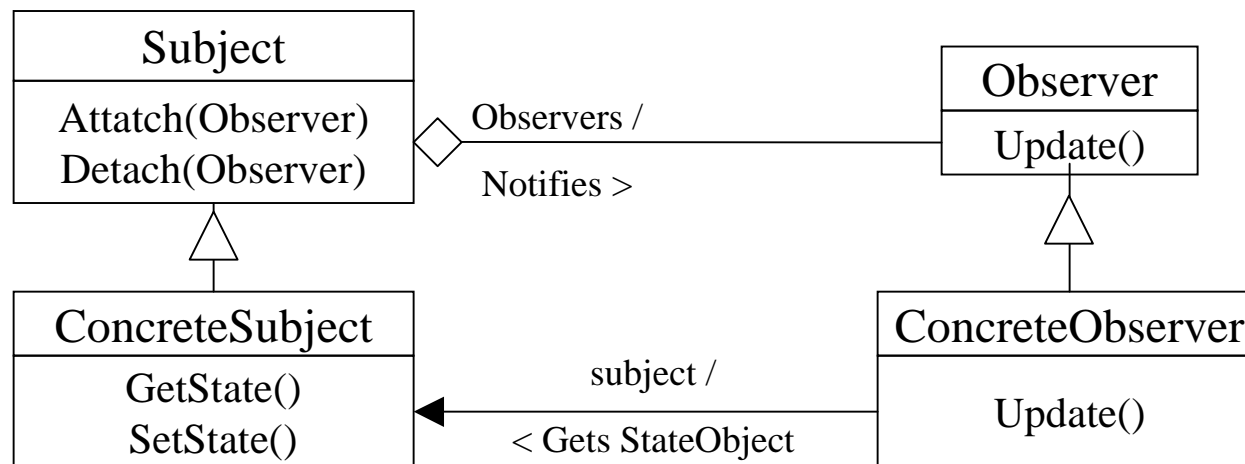 Subject
Attatch(Observer)
Detach(Observer)
Observers /
Notifies >
Observer
Update()
ConcreteSubject
GetState()
SetState()
subject /
< Gets StateObject
ConcreteObserver
Update()